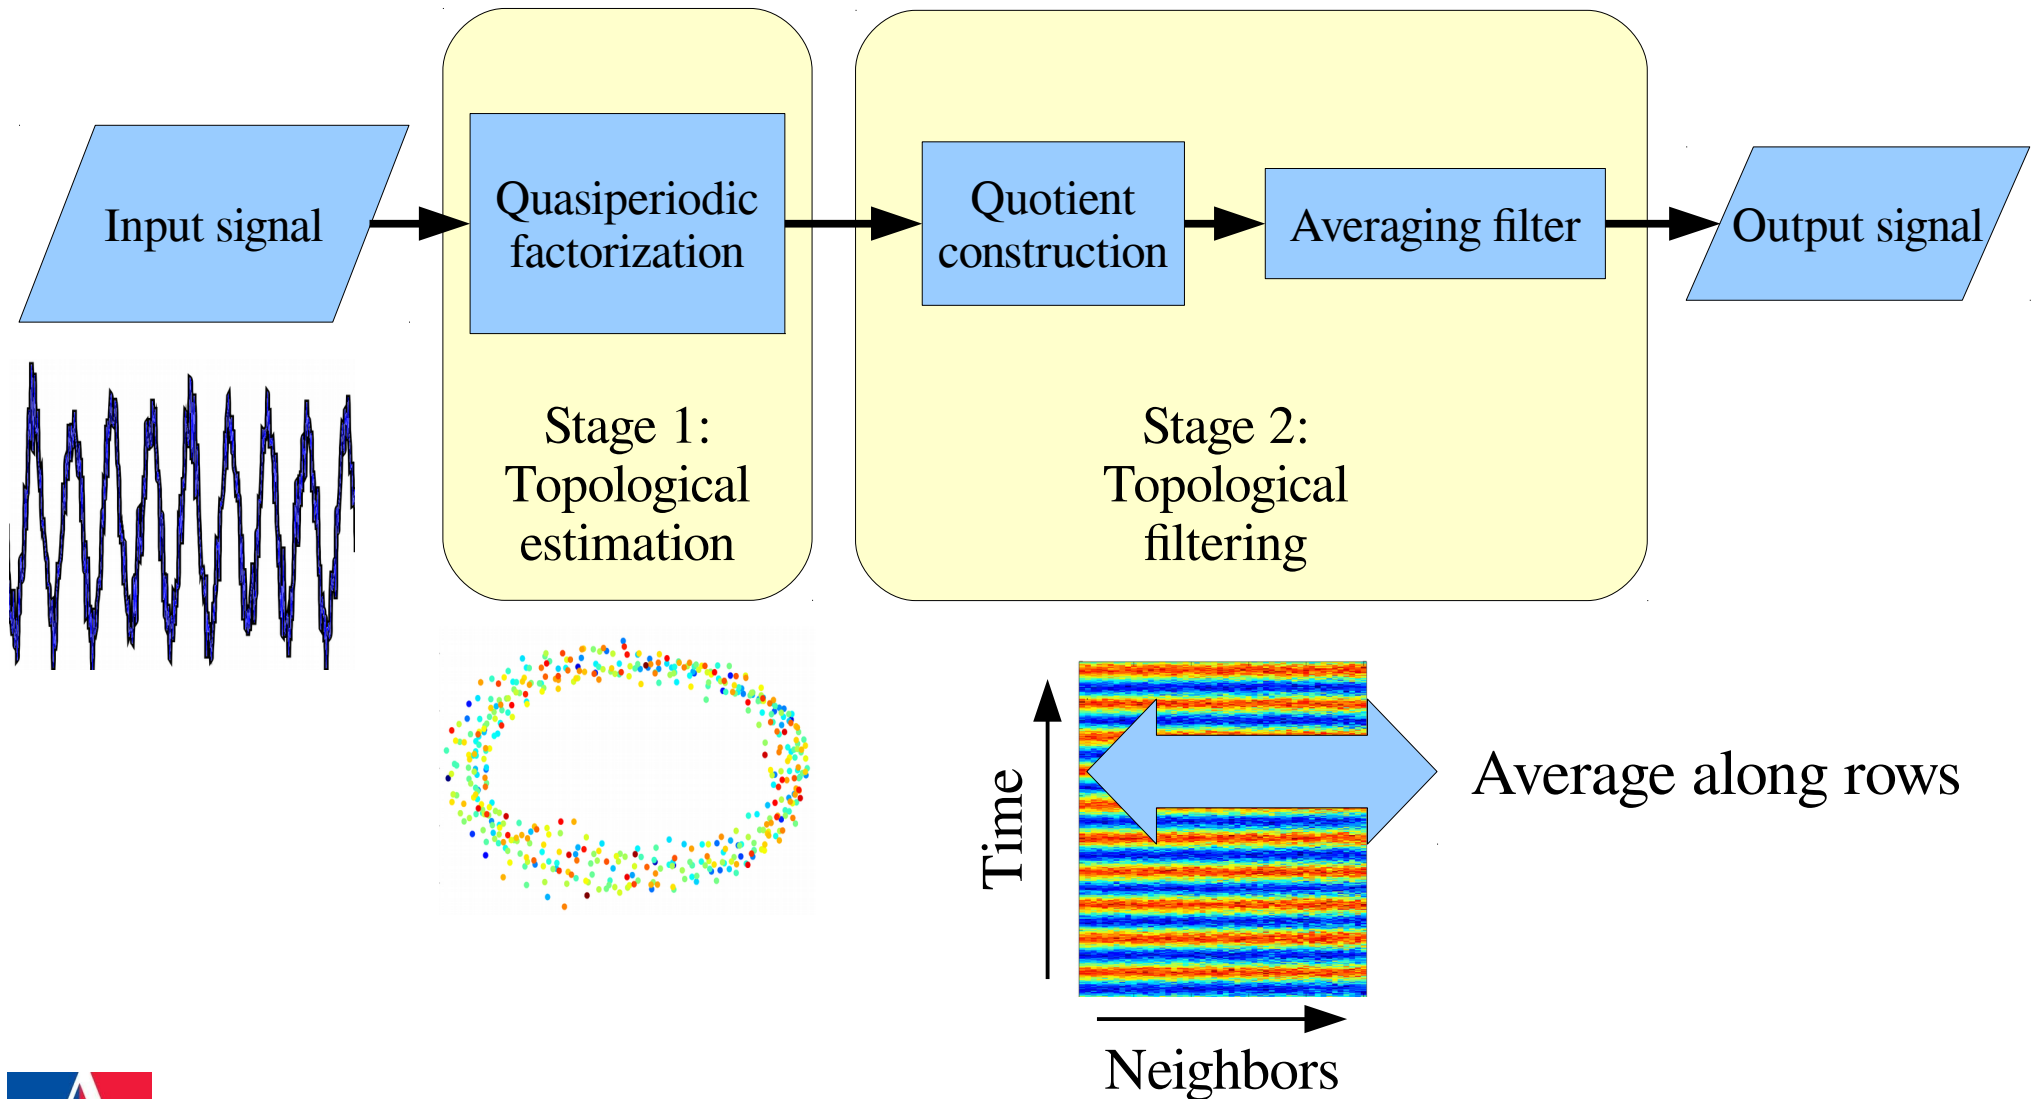 Input signal
Quasiperiodic
factorization
Quotient
construction
Averaging filter
Output signal
Stage 1:
Topological
estimation
Stage 2:
Topological
filtering
Time
Average along rows
Neighbors